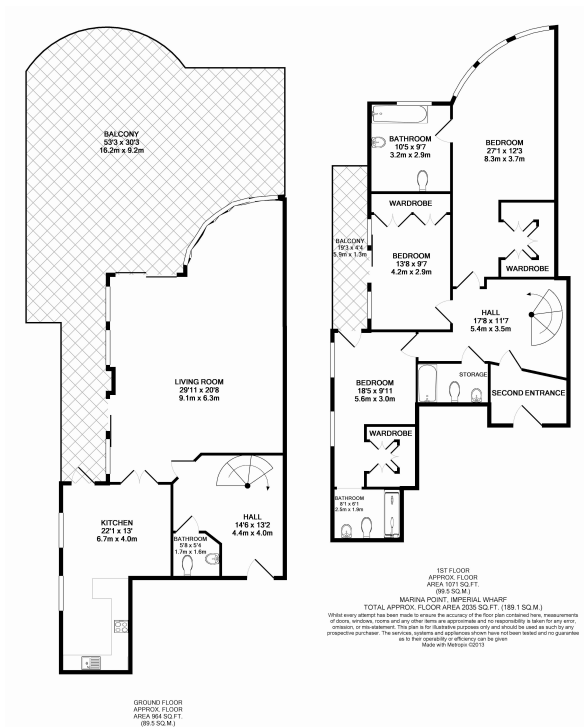 BALCONY
53'3 x 30'3
16.2m x 9.2m
LIVING ROOM
29'11 x 20'8
9.1m x 6.3m
KITCHEN
22'1 x 13'
6.7m x 4.0m
HALL
14'6 x 13'2
4.4m x 4.0m
BATHROOM
5'8 x 5'4
1.7m x 1.6m
GROUND FLOOR
APPROX. FLOOR
AREA 964 SQ.FT.
(89.5 SQ.M.)
BATHROOM
10'5 x 9'7
3.2m x 2.9m
BEDROOM
27'1 x 12'3
8.3m x 3.7m
WARDROBE
BALCONY
19'3 x 4'4
5.9m x 1.3m
BEDROOM
13'8 x 9'7
4.2m x 2.9m
WARDROBE
HALL
17'8 x 11'7
5.4m x 3.5m
STORAGE
SECOND ENTRANCE
BEDROOM
18'5 x 9'11
5.6m x 3.0m
WARDROBE
BATHROOM
8'1 x 6'1
2.5m x 1.9m
1ST FLOOR
APPROX. FLOOR
AREA 1071 SQ.FT.
(99.5 SQ.M.)
MARINA POINT, IMPERIAL WHARF
TOTAL APPROX. FLOOR AREA 2035 SQ.FT. (189.1 SQ.M.)
Whilst every attempt has been made to ensure the accuracy of the floor plan contained here, measurements
of doors, windows, rooms and any other items are approximate and no responsibility is taken for any error,
omission, or mis-statement. This plan is for illustrative purposes only and should be used as such by any
prospective purchaser. The services, systems and appliances shown have not been tested and no guarantee
as to their operability or efficiency can be given
Made with Metropix ©2013